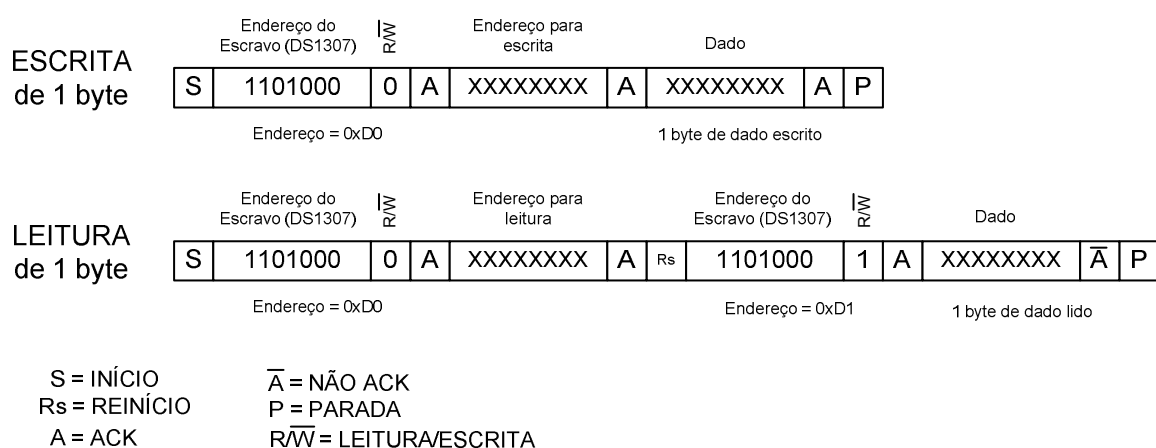 Endereço do
Escravo (DS1307)
R/W̅
Endereço para
escrita
Dado
ESCRITA
de 1 byte
S 1101000 0 A XXXXXXXX A XXXXXXXX A P
Endereço = 0xD0
1 byte de dado escrito
Endereço do
Escravo (DS1307)
R/W̅
Endereço para
leitura
Endereço do
Escravo (DS1307)
R/W̅
Dado
LEITURA
de 1 byte
S 1101000 0 A XXXXXXXX A Rs 1101000 1 A XXXXXXXX A̅ P
Endereço = 0xD0
Endereço = 0xD1
1 byte de dado lido
S = INÍCIO
Rs = REINÍCIO
A = ACK
A̅ = NÃO ACK
P = PARADA
R/W̅ = LEITURA/ESCRITA